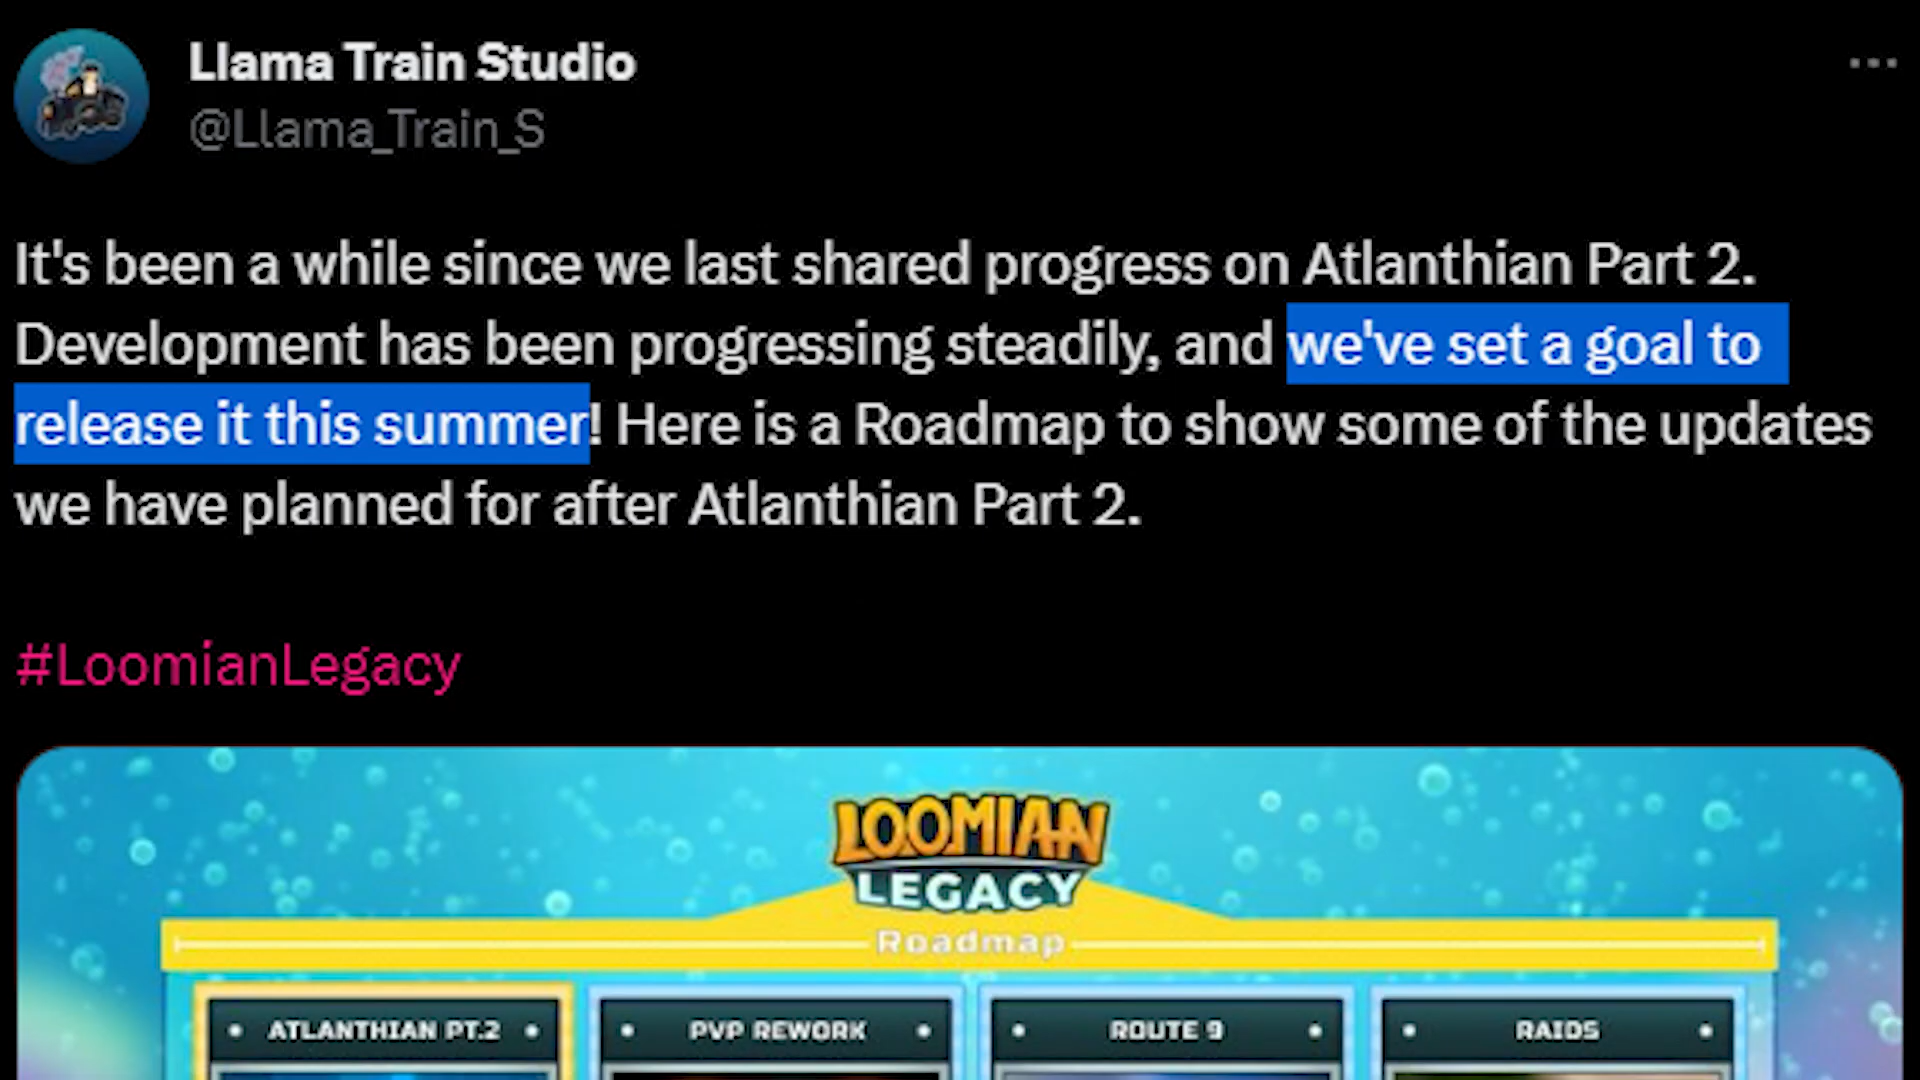 Llama Train Studio
@Llama_Train_S
It's been a while since we last shared progress on Atlanthian Part 2.
Development has been progressing steadily, and we've set a goal to
release it this summer! Here is a Roadmap to show some of the updates
we have planned for after Atlanthian Part 2.
#LoomianLegacy
LOOMIAN
LEGACY
Roadmap
ATLANTHIAN PT.2
PVP REWORK
ROUTE 9
RAIDS